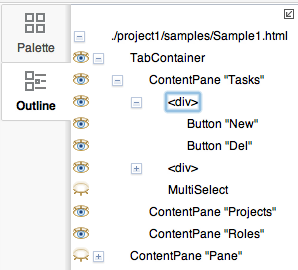 Palette
Outline
./project1/samples/Sample1.html
TabContainer
ContentPane "Tasks"
<div>
Button "New"
Button "Del"
<div>
MultiSelect
ContentPane "Projects"
ContentPane "Roles"
ContentPane "Pane"